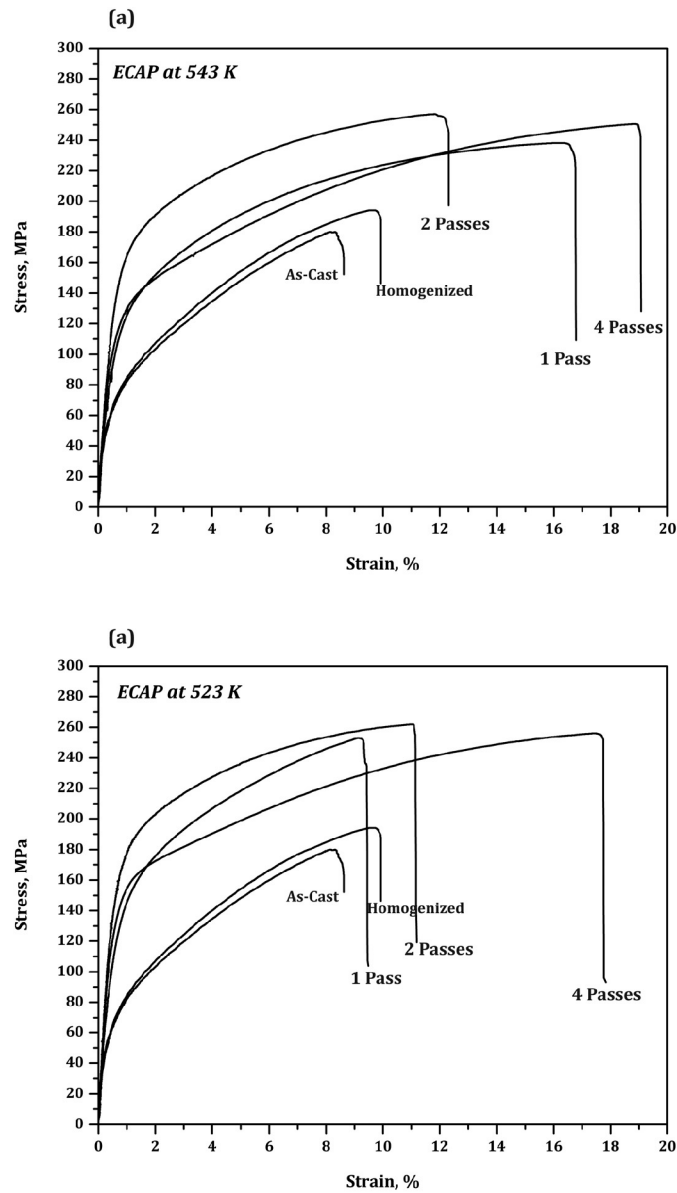 (a)
ECAP at 543 K
300
280
260
240
220
200
180
160
140
120
100
80
60
40
20
0
Stress, MPa
2 Passes
As-Cast
Homogenized
4 Passes
1 Pass
0 2 4 6 8 10 12 14 16 18 20
Strain, %
(a)
ECAP at 523 K
300
280
260
240
220
200
180
160
140
120
100
80
60
40
20
0
Stress, MPa
As-Cast
Homogenized
2 Passes
1 Pass
4 Passes
0 2 4 6 8 10 12 14 16 18 20
Strain, %